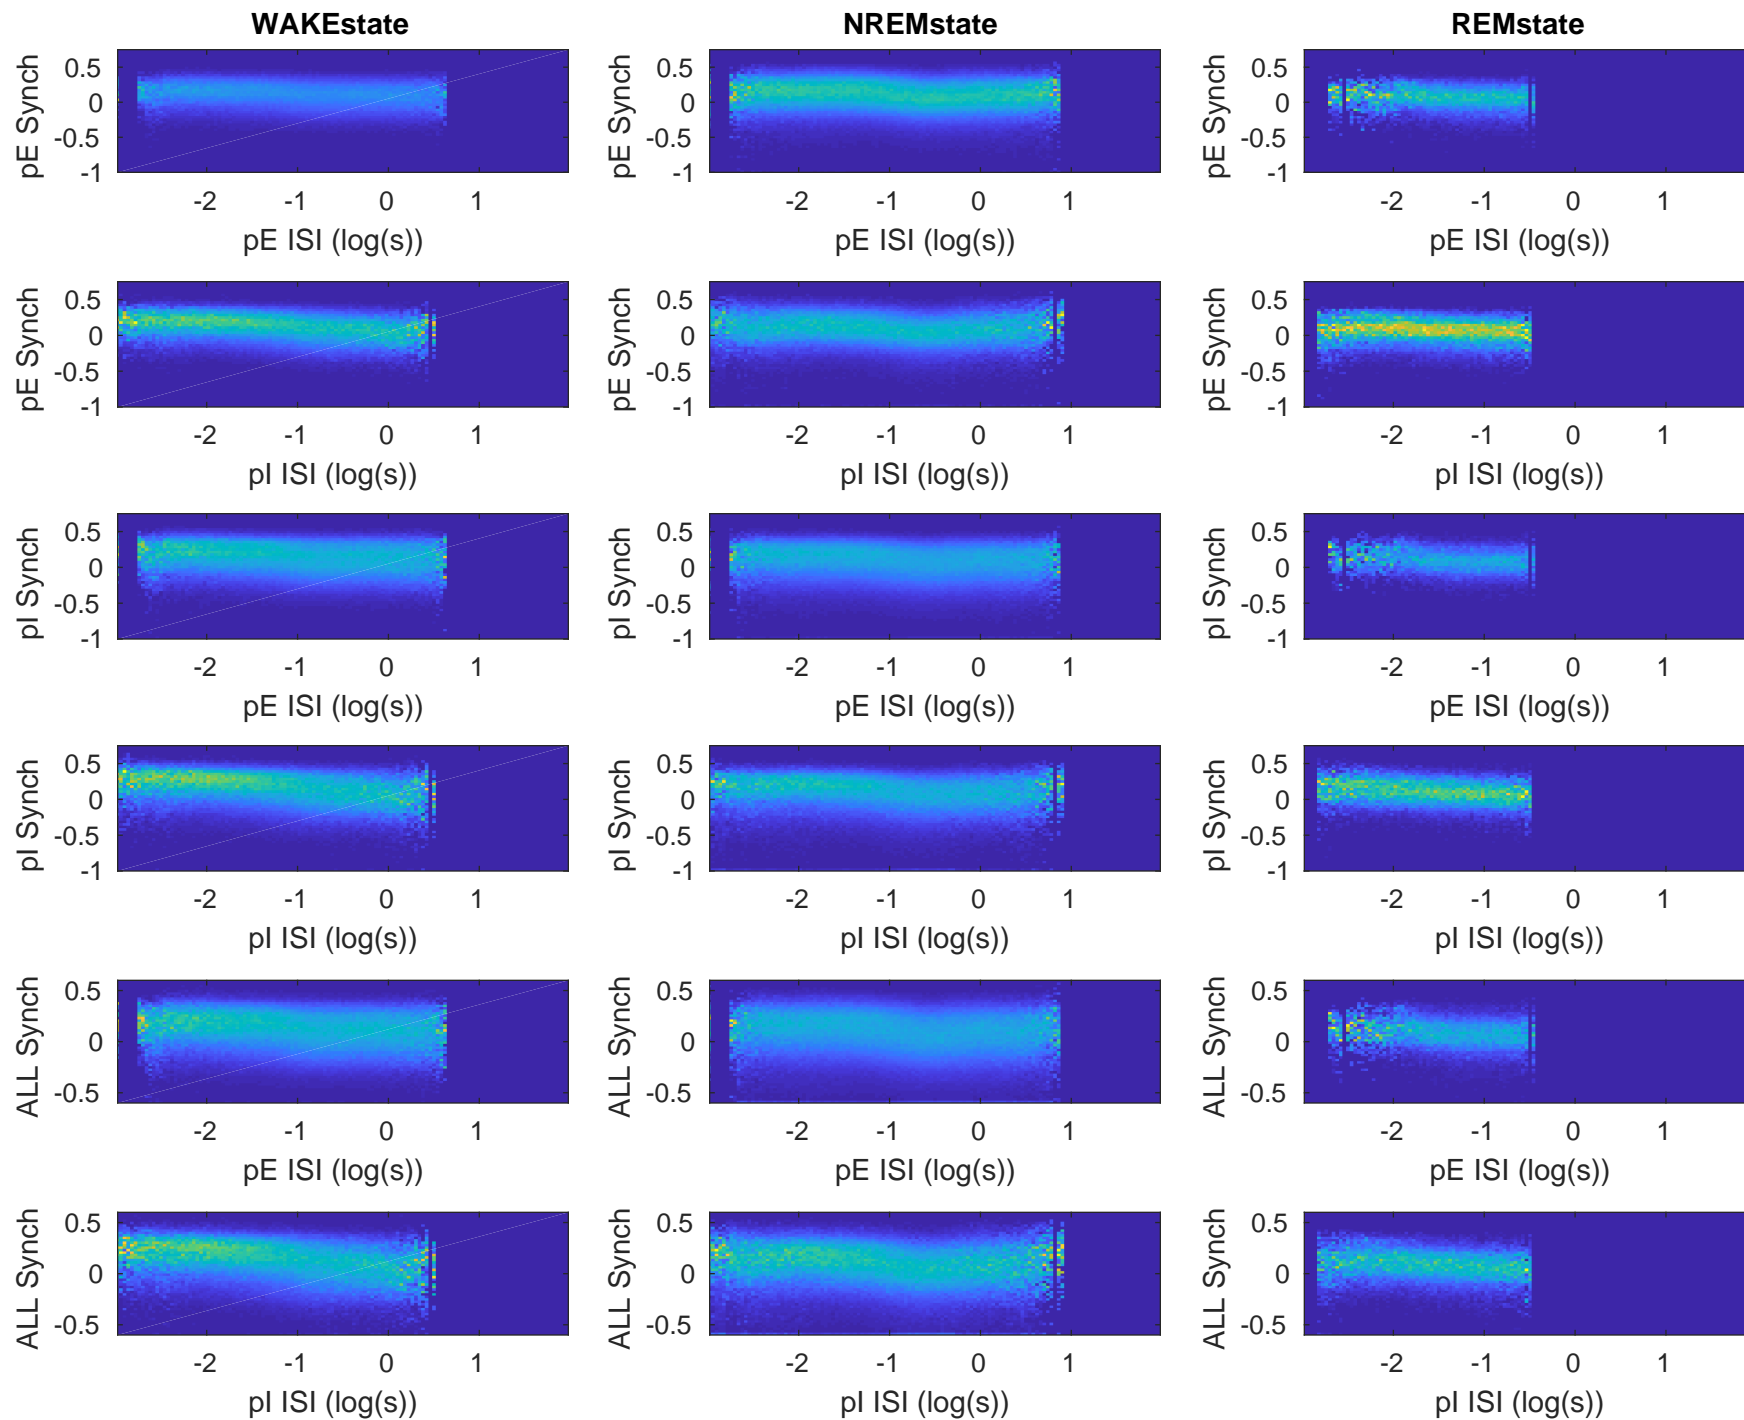 WAKEstate NREMstate REMstate
0.5 0 -0.5 -1 pE Synch 0.5 0 -0.5 -1 pE Synch 0.5 0 -0.5 -1 pE Synch
-2 -1 0 1 -2 -1 0 1 -2 -1 0 1
pE ISI (log(s)) pE ISI (log(s)) pE ISI (log(s))
0.5 0 -0.5 -1 pE Synch 0.5 0 -0.5 -1 pE Synch 0.5 0 -0.5 -1 pE Synch
-2 -1 0 1 -2 -1 0 1 -2 -1 0 1
pI ISI (log(s)) pI ISI (log(s)) pI ISI (log(s))
0.5 0 -0.5 -1 pI Synch 0.5 0 -0.5 -1 pI Synch 0.5 0 -0.5 -1 pI Synch
-2 -1 0 1 -2 -1 0 1 -2 -1 0 1
pE ISI (log(s)) pE ISI (log(s)) pE ISI (log(s))
0.5 0 -0.5 -1 pI Synch 0.5 0 -0.5 -1 pI Synch 0.5 0 -0.5 -1 pI Synch
-2 -1 0 1 -2 -1 0 1 -2 -1 0 1
pI ISI (log(s)) pI ISI (log(s)) pI ISI (log(s))
0.5 0 -0.5 ALL Synch 0.5 0 -0.5 ALL Synch 0.5 0 -0.5 ALL Synch
-2 -1 0 1 -2 -1 0 1 -2 -1 0 1
pE ISI (log(s)) pE ISI (log(s)) pE ISI (log(s))
0.5 0 -0.5 ALL Synch 0.5 0 -0.5 ALL Synch 0.5 0 -0.5 ALL Synch
-2 -1 0 1 -2 -1 0 1 -2 -1 0 1
pI ISI (log(s)) pI ISI (log(s)) pI ISI (log(s))